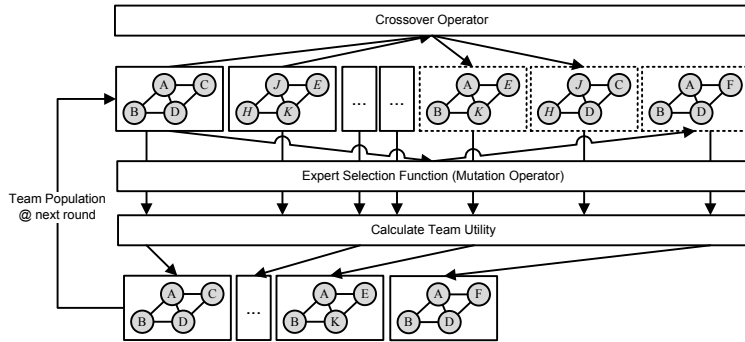 Crossover Operator
A C J E A E J C A F
B D H K ... ... B K H D B D
Expert Selection Function (Mutation Operator)
Team Population
@ next round
Calculate Team Utility
A C A E A F
B D ... B K B D